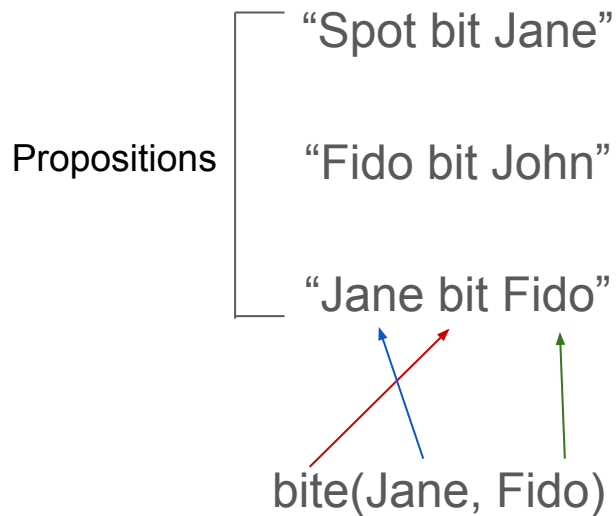 “Spot bit Jane”
Propositions
“Fido bit John”
“Jane bit Fido”
bite(Jane, Fido)